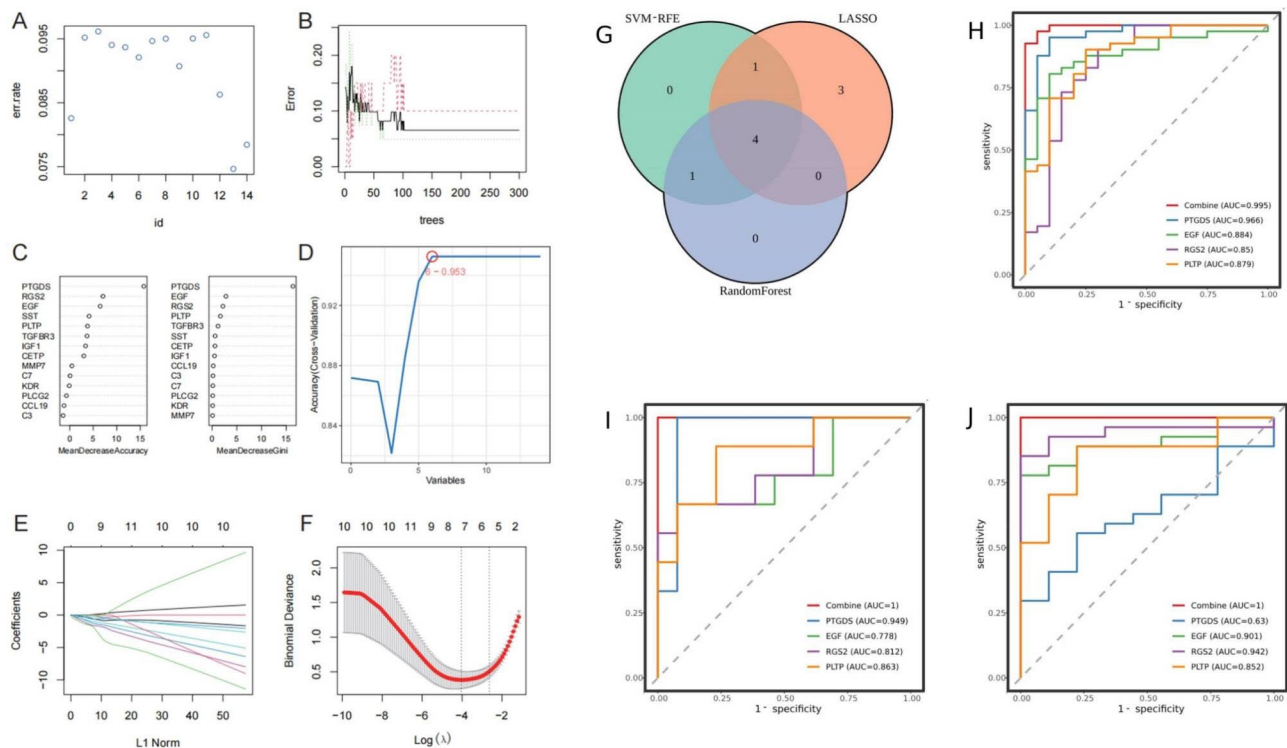 A
err.rate
0.095
0.085
0.075
2 4 6 8 10 12 14
id
B
Error
0.20
0.10
0.00
0 50 100 150 200 250 300
trees
C
PTGDS
RGS2
EGF
SST
PLTP
TGFBR3
IGF1
CETP
MMP7
C7
KDR
PLCG2
CCL19
C3
0 5 10 15
MeanDecreaseAccuracy
PTGDS
EGF
RGS2
PLTP
TGFBR3
SST
CETP
IGF1
CCL19
C3
C7
PLCG2
KDR
MMP7
0 5 10 15
MeanDecreaseGini
D
Accuracy(Cross-Validation)
0.92
0.88
0.84
6 - 0.953
0 5 10
Variables
E
0 9 11 10 10 10
Coefficients
10
5
0
-5
-10
0 10 20 30 40 50
L1 Norm
F
10 10 10 11 9 8 7 6 5 2
Binomial Deviance
2.0
1.5
1.0
0.5
-10 -8 -6 -4 -2
Log (λ)
G
SVM-RFE
LASSO
0
1
3
4
1
0
0
RandomForest
H
sensitivity
1.00
0.75
0.50
0.25
0.00
Combine (AUC=0.995)
PTGDS (AUC=0.966)
EGF (AUC=0.884)
RGS2 (AUC=0.85)
PLTP (AUC=0.879)
0.00 0.25 0.50 0.75 1.00
1 - specificity
I
sensitivity
1.00
0.75
0.50
0.25
0.00
Combine (AUC=1)
PTGDS (AUC=0.949)
EGF (AUC=0.778)
RGS2 (AUC=0.812)
PLTP (AUC=0.863)
0.00 0.25 0.50 0.75 1.00
1 - specificity
J
sensitivity
1.00
0.75
0.50
0.25
0.00
Combine (AUC=1)
PTGDS (AUC=0.63)
EGF (AUC=0.901)
RGS2 (AUC=0.942)
PLTP (AUC=0.852)
0.00 0.25 0.50 0.75 1.00
1 - specificity